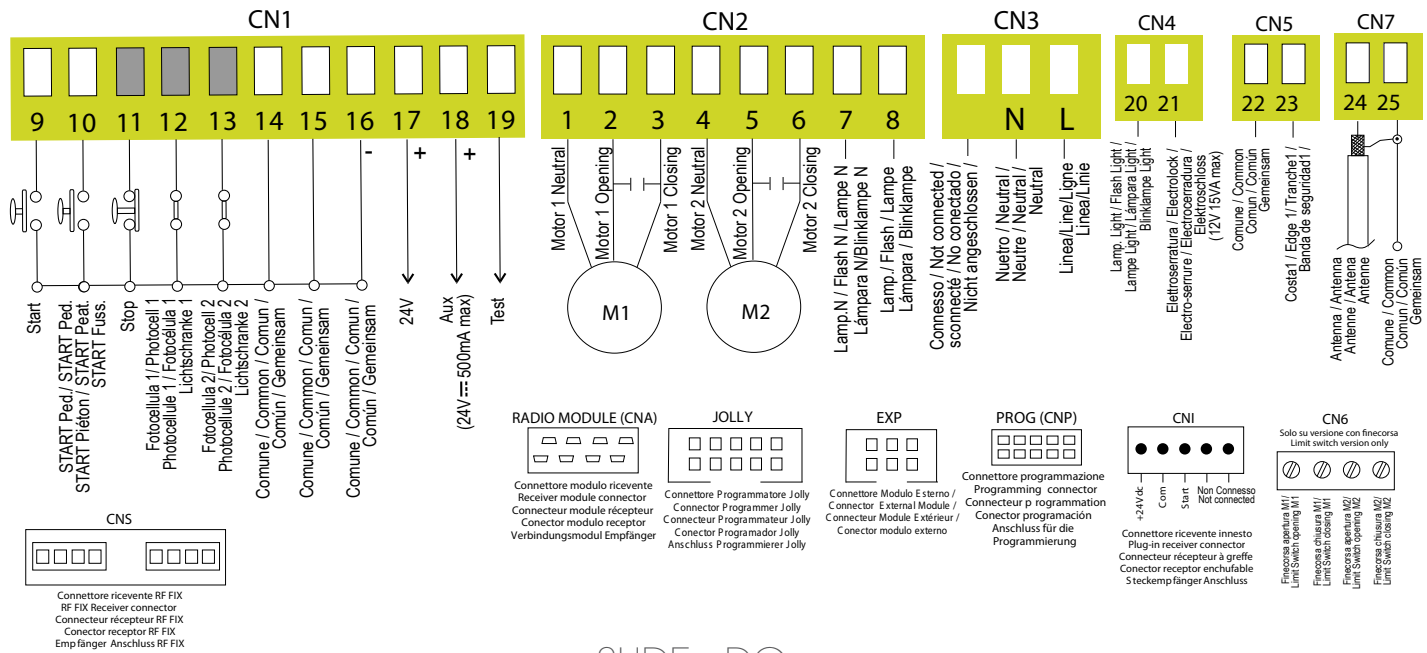 CN1
9 10 11 12 13 14 15 16 17 18 19
- + +
Start
START Ped./ START Ped.
START Piéton / START Peat.
START Fuss.
Stop
Fotocellula 1/ Photocell 1
Photocellule 1 / Fotocélula 1
Lichtschranke 1
Fotocellula 2/ Photocell 2
Photocellule 2 / Fotocélula 2
Lichtschranke 2
Comune / Common / Comun /
Común / Gemeinsam
Comune / Common / Comun /
Común / Gemeinsam
Comune / Common / Comun /
Común / Gemeinsam
24V
Aux
(24V 500mA max)
Test
CN2
1 2 3 4 5 6 7 8
Motor 1 Neutral
Motor 1 Opening
Motor 1 Closing
Motor 2 Neutral
Motor 2 Opening
Motor 2 Closing
M1
M2
Lamp.N / Flash N /Lampe N
Lámpara N/Blinklampe N
Lamp./ Flash / Lampe
Lámpara / Blinklampe
CN3
N L
Connesso / Not connected /
sconnecté / No conectado /
Nicht angeschlossen /
Nuetro / Neutral /
Neutre / Neutral /
Neutral
Linea/Line/Ligne
Linea/Linie
CN4
20 21
Lamp. Light / Flash Light /
Lampe Light / Lámpara Light /
Blinklampe Light
Elettroserratura / Electrolock /
Electro-serrure / Electrocerradura /
Elektroschloss
(12V 15VA max)
CN5
22 23
Comune / Common
Comun / Común
Gemeinsam
Costa1 / Edge 1/ Tranche1/
Banda de seguridad1/
CN7
24 25
Antenna / Antenna
Antenne / Antena
Antenne
Comune / Common
Comun / Común
Gemeinsam
RADIO MODULE (CNA)
Connettore modulo ricevente
Receiver module connector
Connecteur module récepteur
Conector modulo receptor
Verbindungsmodul Empfänger
JOLLY
Connettore Programmatore Jolly
Connector Programmer Jolly
Connecteur Programmateur Jolly
Conector Programador Jolly
Anschluss Programmierer Jolly
EXP
Connettore Modulo Esterno /
Connector External Module /
Connecteur Module Extérieur /
Conector modulo externo
PROG (CNP)
Connettore programmazione
Programming connector
Connecteur p rogrammation
Conector programación
Anschluss für die
Programmierung
CNI
+24Vdc
Com
Start
Non Connesso
Not connected
Connettore ricevente innesto
Plug-in receiver connector
Connecteur récepteur à greffe
Conector receptor enchufable
Steckempfänger Anschluss
CN6
Solo su versione con finecorsa
Limit switch version only
Finecorsa apertura M1/
Limit Switch opening M1
Finecorsa chiusura M1/
Limit Switch closing M1
Finecorsa apertura M2/
Limit Switch opening M2
Finecorsa chiusura M2/
Limit Switch closing M2
CNS
Connettore ricevente RF FIX
RF FIX Receiver connector
Connecteur récepteur RF FIX
Conector receptor RF FIX
Empfänger Anschluss RF FIX